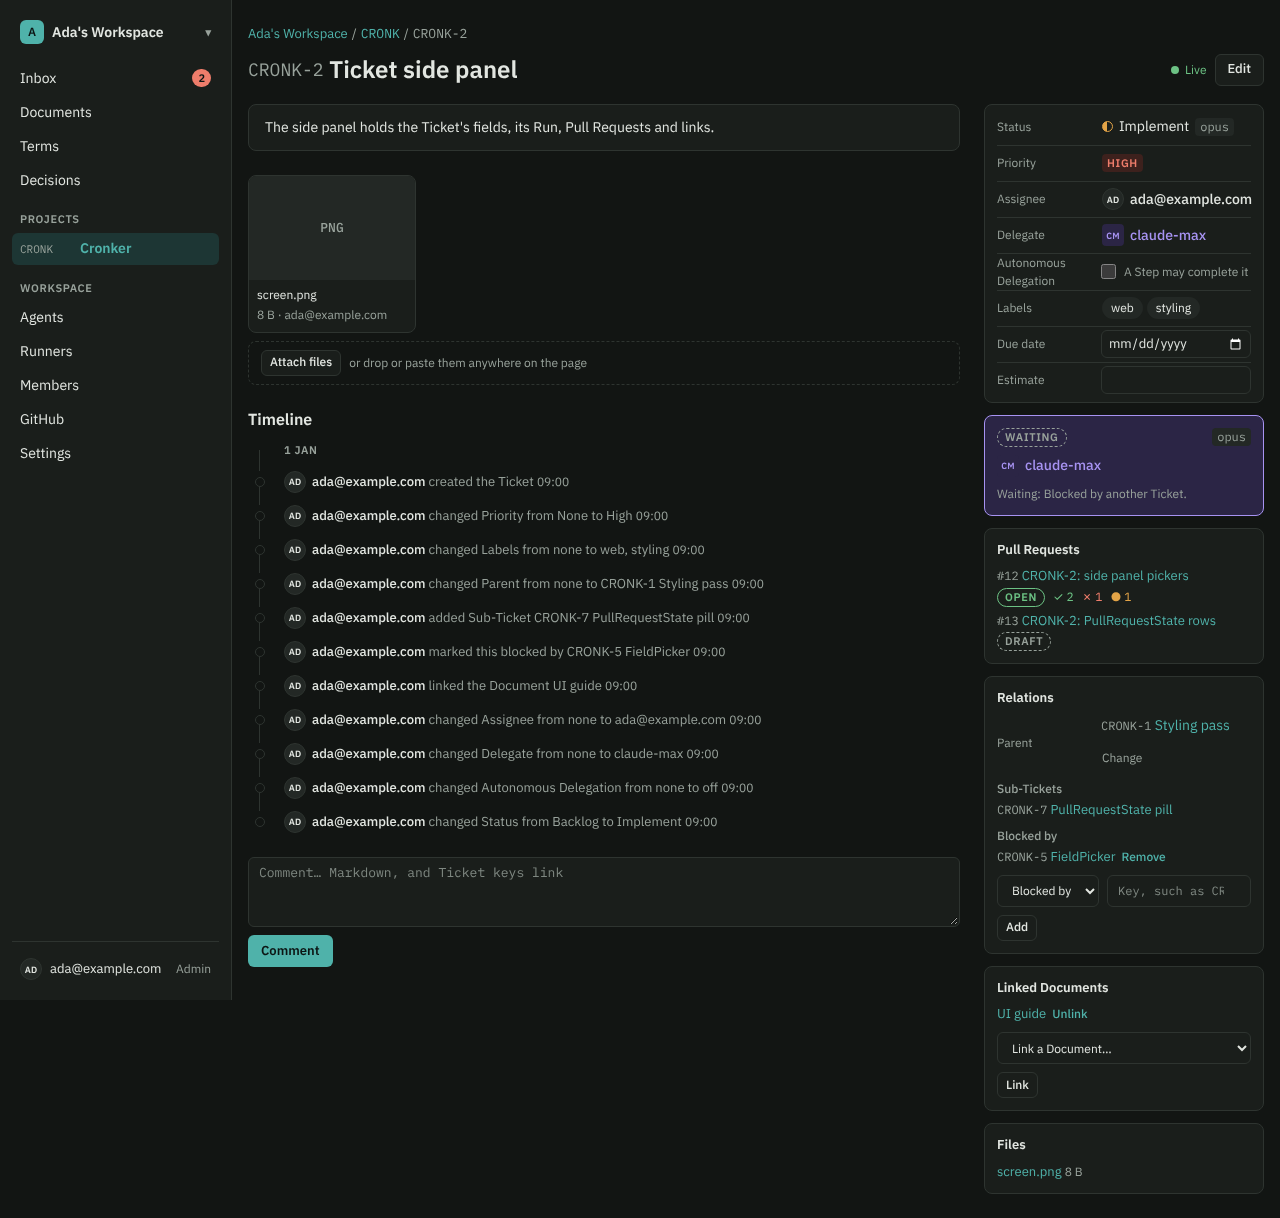 A Ada's Workspace ▾
Inbox 2
Documents
Terms
Decisions
PROJECTS
CRONK Cronker
WORKSPACE
Agents
Runners
Members
GitHub
Settings
AD ada@example.com Admin
Ada's Workspace / CRONK / CRONK-2
CRONK-2 Ticket side panel
Live Edit
The side panel holds the Ticket's fields, its Run, Pull Requests and links.
PNG
screen.png
8 B · ada@example.com
Attach files or drop or paste them anywhere on the page
Timeline
1 JAN
AD ada@example.com created the Ticket 09:00
AD ada@example.com changed Priority from None to High 09:00
AD ada@example.com changed Labels from none to web, styling 09:00
AD ada@example.com changed Parent from none to CRONK-1 Styling pass 09:00
AD ada@example.com added Sub-Ticket CRONK-7 PullRequestState pill 09:00
AD ada@example.com marked this blocked by CRONK-5 FieldPicker 09:00
AD ada@example.com linked the Document UI guide 09:00
AD ada@example.com changed Assignee from none to ada@example.com 09:00
AD ada@example.com changed Delegate from none to claude-max 09:00
AD ada@example.com changed Autonomous Delegation from none to off 09:00
AD ada@example.com changed Status from Backlog to Implement 09:00
Comment… Markdown, and Ticket keys link
Comment
Status Implement opus
Priority HIGH
Assignee AD ada@example.com
Delegate CM claude-max
Autonomous Delegation A Step may complete it
Labels web styling
Due date mm/dd/yyyy
Estimate
WAITING opus
CM claude-max
Waiting: Blocked by another Ticket.
Pull Requests
#12 CRONK-2: side panel pickers
OPEN ✓ 2 × 1 ● 1
#13 CRONK-2: PullRequestState rows
DRAFT
Relations
Parent CRONK-1 Styling pass
Change
Sub-Tickets
CRONK-7 PullRequestState pill
Blocked by
CRONK-5 FieldPicker Remove
Blocked by Key, such as CR
Add
Linked Documents
UI guide Unlink
Link a Document…
Link
Files
screen.png 8 B